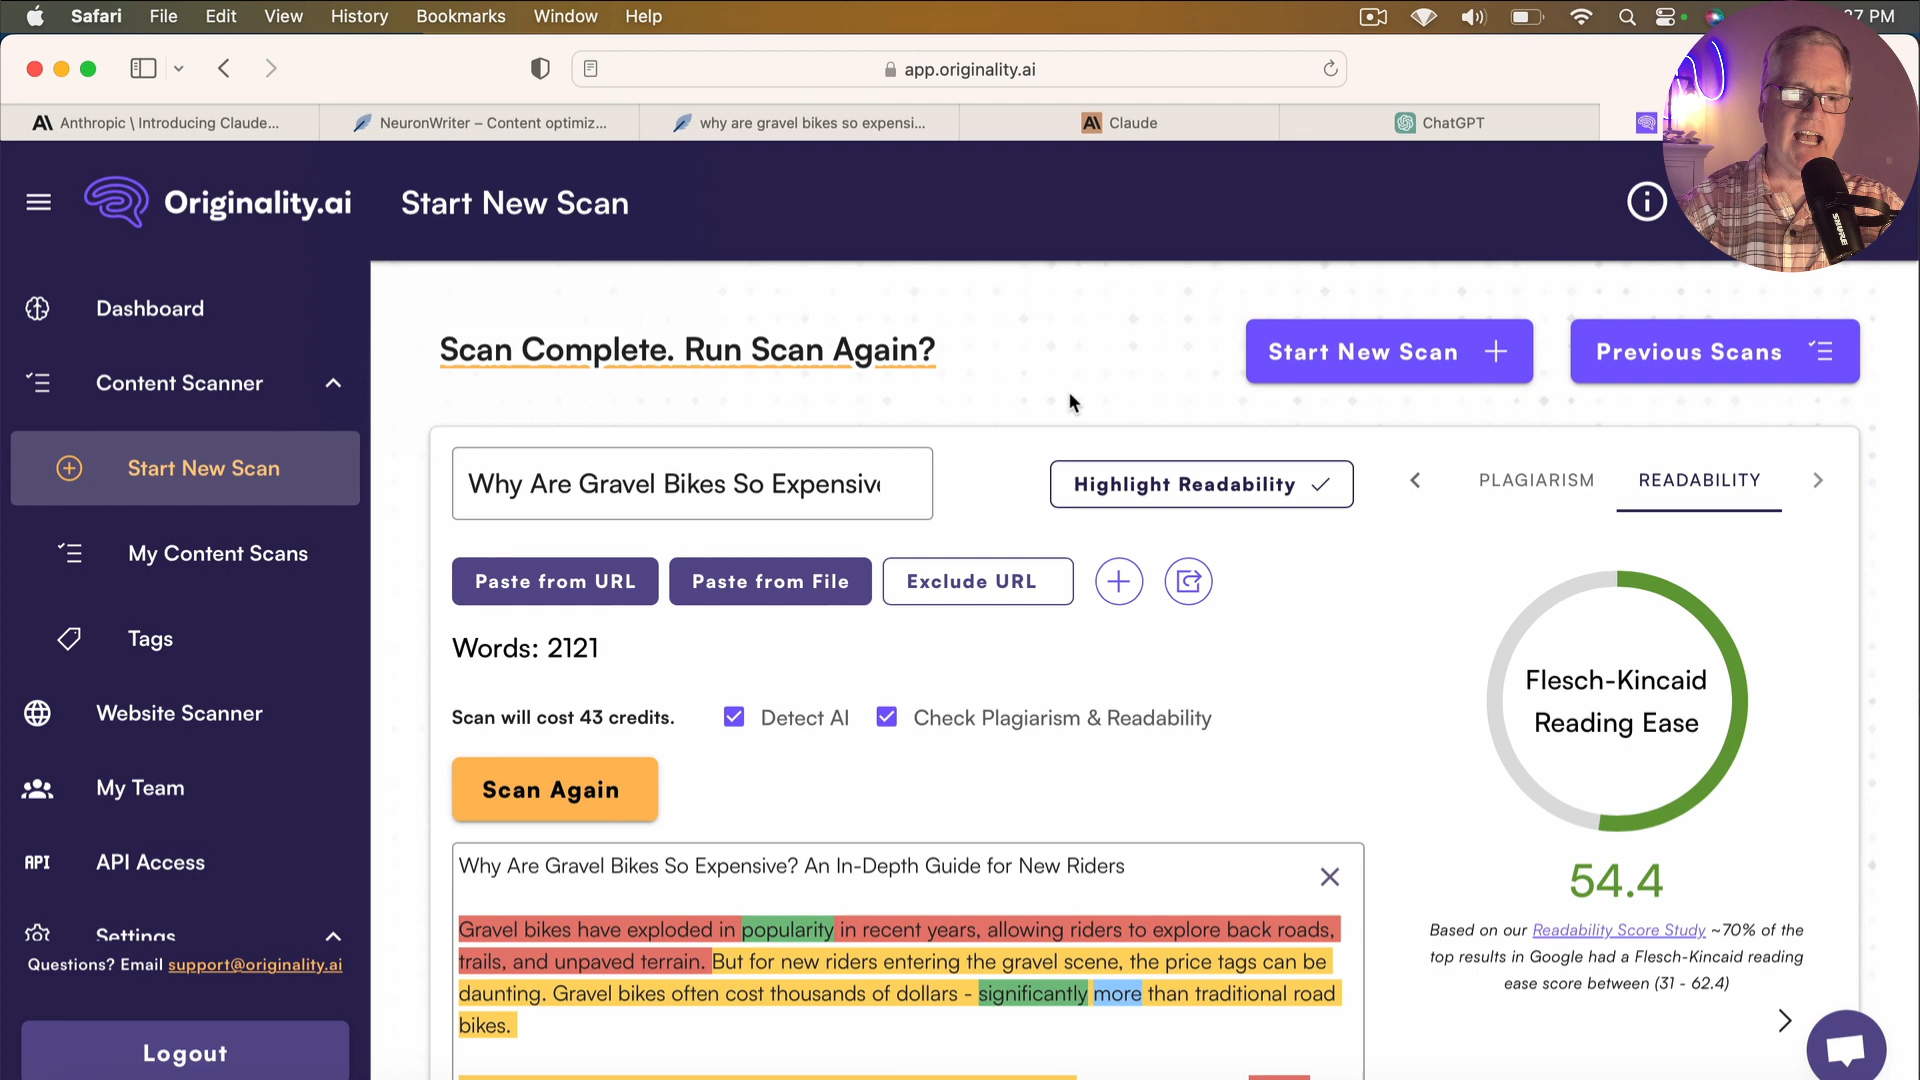 Safari File Edit View History Bookmarks Window Help
37 PM
app.originality.ai
Anthropic \ Introducing Claude...
NeuronWriter – Content optimiz...
why are gravel bikes so expensi...
Claude
ChatGPT
Originality.ai
Start New Scan
Dashboard
Content Scanner
Start New Scan
My Content Scans
Tags
Website Scanner
My Team
API
API Access
Settings
Questions? Email support@originality.ai
Logout
Scan Complete. Run Scan Again?
Start New Scan
Previous Scans
Why Are Gravel Bikes So Expensiv
Highlight Readability
PLAGIARISM
READABILITY
Paste from URL
Paste from File
Exclude URL
Words: 2121
Scan will cost 43 credits.
Detect AI
Check Plagiarism & Readability
Scan Again
Why Are Gravel Bikes So Expensive? An In-Depth Guide for New Riders
Gravel bikes have exploded in popularity in recent years, allowing riders to explore back roads,
trails, and unpaved terrain. But for new riders entering the gravel scene, the price tags can be
daunting. Gravel bikes often cost thousands of dollars - significantly more than traditional road
bikes.
Flesch-Kincaid
Reading Ease
54.4
Based on our Readability Score Study ~70% of the
top results in Google had a Flesch-Kincaid reading
ease score between (31 - 62.4)
SHURE